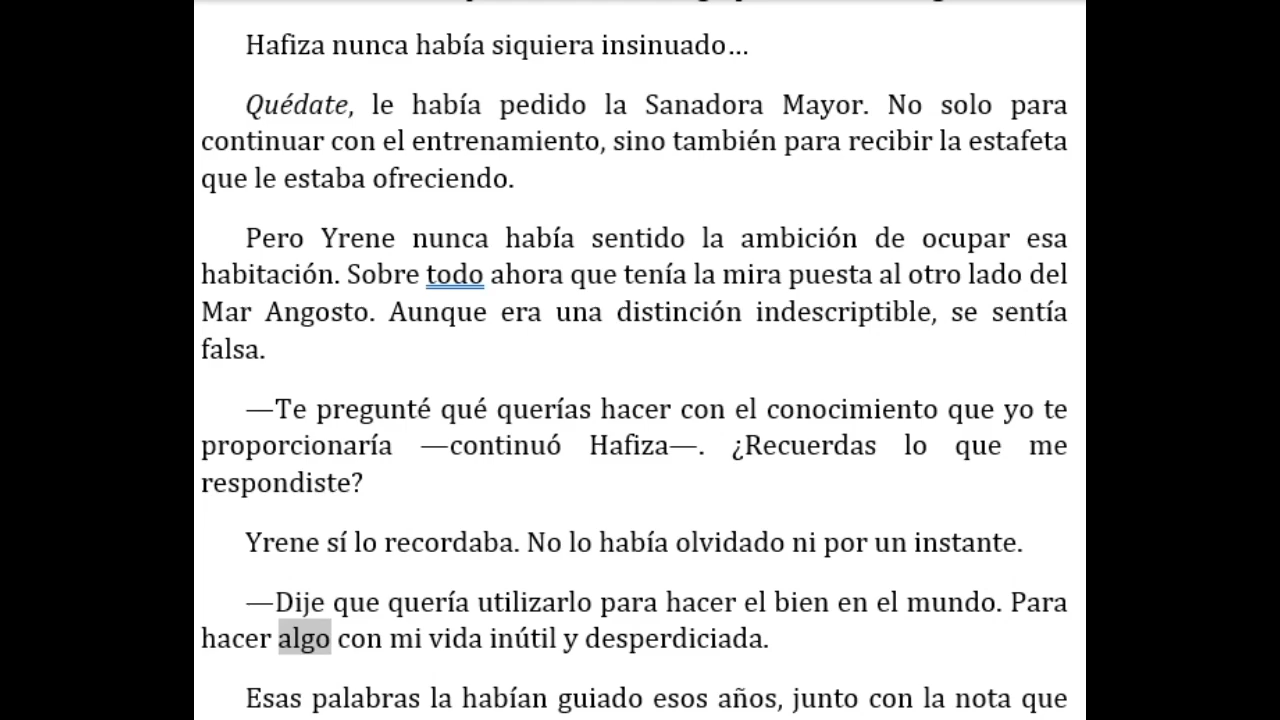 Hafiza nunca había siquiera insinuado…
Quédate, le había pedido la Sanadora Mayor. No solo para
continuar con el entrenamiento, sino también para recibir la estafeta
que le estaba ofreciendo.
Pero Yrene nunca había sentido la ambición de ocupar esa
habitación. Sobre todo ahora que tenía la mira puesta al otro lado del
Mar Angosto. Aunque era una distinción indescriptible, se sentía
falsa.
—Te pregunté qué querías hacer con el conocimiento que yo te
proporcionaría —continuó Hafiza—. ¿Recuerdas lo que me
respondiste?
Yrene sí lo recordaba. No lo había olvidado ni por un instante.
—Dije que quería utilizarlo para hacer el bien en el mundo. Para
hacer algo con mi vida inútil y desperdiciada.
Esas palabras la habían guiado esos años, junto con la nota que